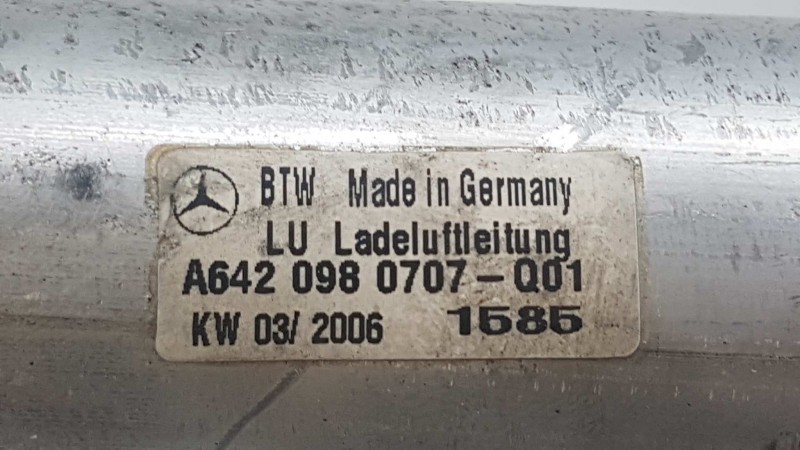 BTW Made in Germany
LU Ladeluftleitung
A642 098 0707-Q01
KW 03/ 2006 1585